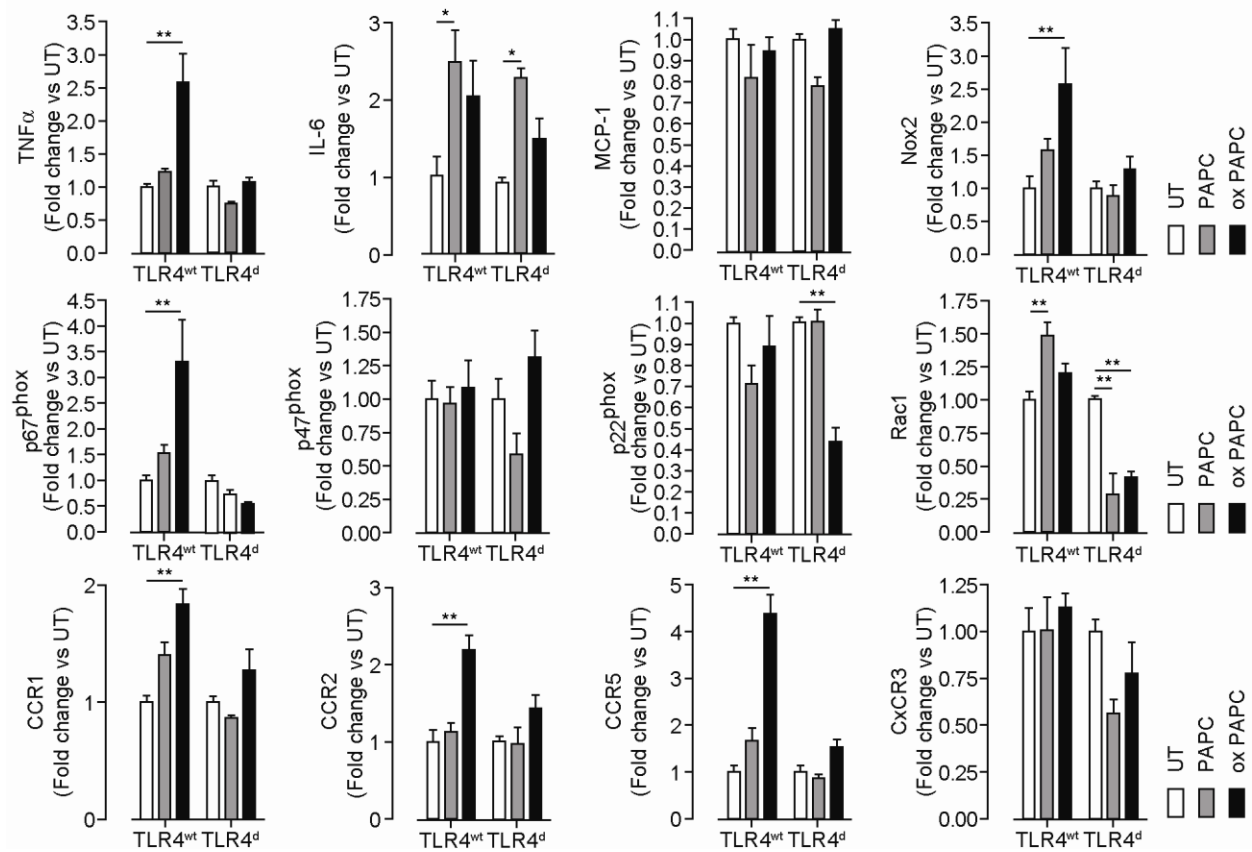 TNFα
(Fold change vs UT)
3.5
3.0
2.5
2.0
1.5
1.0
0.5
0.0
**
TLR4wt TLR4d
IL-6
(Fold change vs UT)
3
2
1
0
*
*
TLR4wt TLR4d
MCP-1
(Fold change vs UT)
1.1
1.0
0.9
0.8
0.7
0.6
0.5
0.4
0.3
0.2
1.1
0.0
TLR4wt TLR4d
Nox2
(Fold change vs UT)
3.5
3.0
2.5
2.0
1.5
1.0
0.5
0.0
**
TLR4wt TLR4d
UT
PAPC
ox PAPC
p67phox
(Fold change vs UT)
4.5
4.0
3.5
3.0
2.5
2.0
1.5
1.0
0.5
0.0
**
TLR4wt TLR4d
p47phox
(Fold change vs UT)
1.75
1.50
1.25
1.00
0.75
0.50
0.25
0.00
TLR4wt TLR4d
p22phox
(Fold change vs UT)
1.1
1.0
0.9
0.8
0.7
0.6
0.5
0.4
0.3
0.2
0.1
0.0
**
TLR4wt TLR4d
Rac1
(Fold change vs UT)
1.75
1.50
1.25
1.00
0.75
0.50
0.25
0.00
**
**
**
TLR4wt TLR4d
UT
PAPC
ox PAPC
CCR1
(Fold change vs UT)
2
1
0
**
TLR4wt TLR4d
CCR2
(Fold change vs UT)
3
2
1
0
**
TLR4wt TLR4d
CCR5
(Fold change vs UT)
5
4
3
2
1
0
**
TLR4wt TLR4d
CxCR3
(Fold change vs UT)
1.25
1.00
0.75
0.50
0.25
0.00
TLR4wt TLR4d
UT
PAPC
ox PAPC